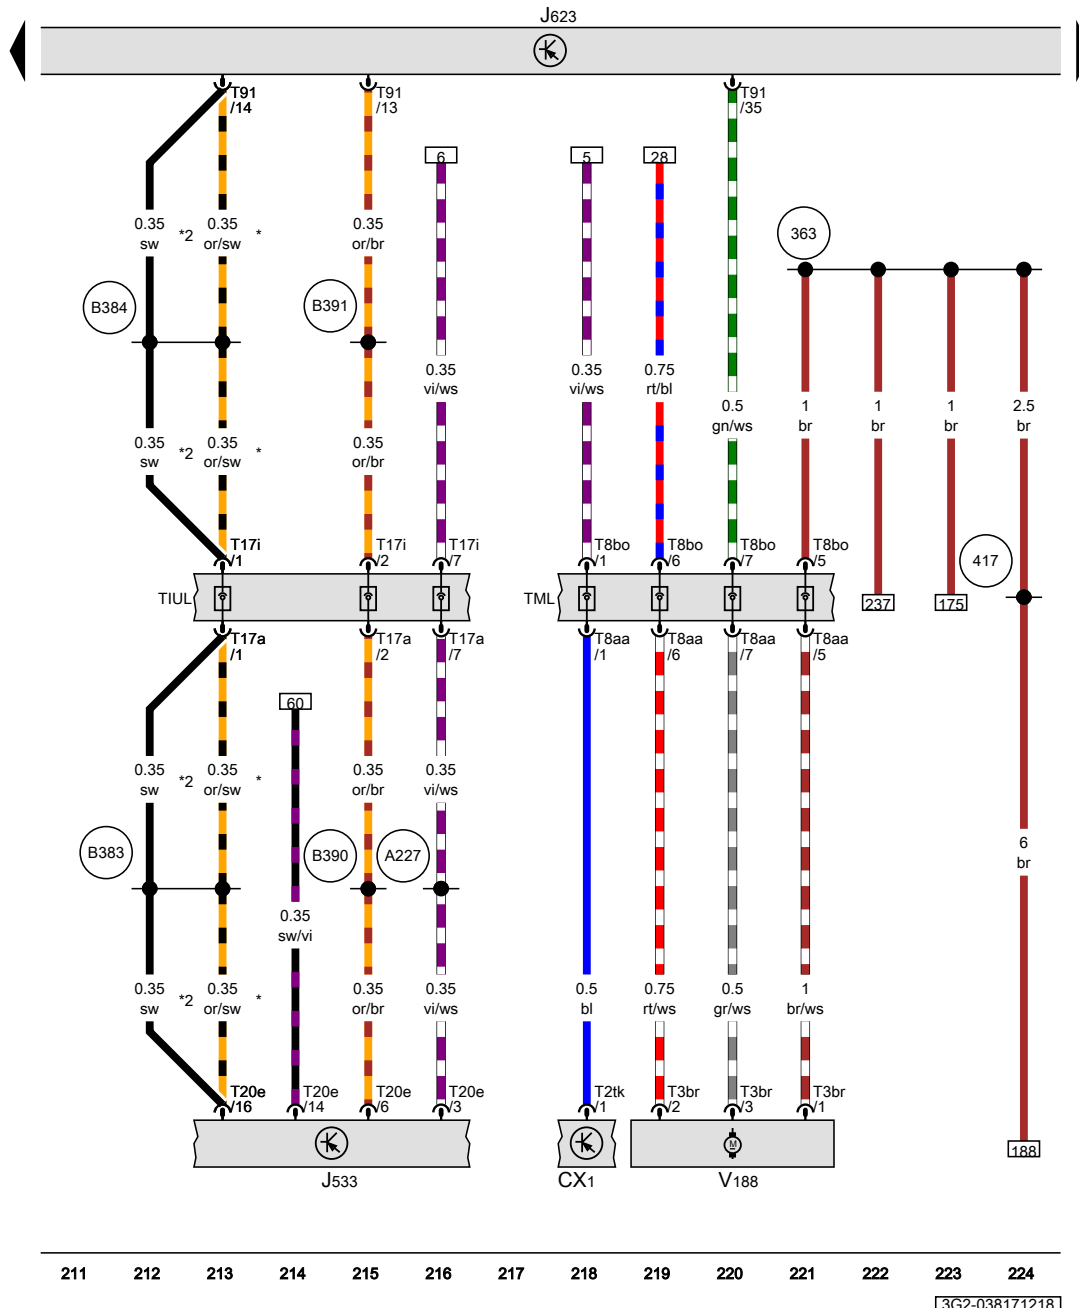 J623
T91 /14
T91 /13
T91 /35
6
5
28
363
0.35 sw
*2
0.35 or/sw
*
0.35 or/br
B384
B391
0.35 vi/ws
0.35 vi/ws
0.75 rt/bl
0.5 gn/ws
1 br
1 br
1 br
2.5 br
0.35 sw
*2
0.35 or/sw
*
0.35 or/br
T17i /1
T17i /2
T17i /7
T8bo /1
T8bo /6
T8bo /7
T8bo /5
417
TIUL
TML
237
175
T17a /1
T17a /2
T17a /7
T8aa /1
T8aa /6
T8aa /7
T8aa /5
60
0.35 sw
*2
0.35 or/sw
*
0.35 or/br
0.35 vi/ws
B383
B390
A227
6 br
0.35 sw/vi
0.35 sw
*2
0.35 or/sw
*
0.35 or/br
0.35 vi/ws
0.5 bl
0.75 rt/ws
0.5 gr/ws
1 br/ws
T20e /16
T20e /14
T20e /6
T20e /3
T2tk /1
T3br /2
T3br /3
T3br /1
M
188
J533
CX1
V188
211 212 213 214 215 216 217 218 219 220 221 222 223 224
3G2-038171218